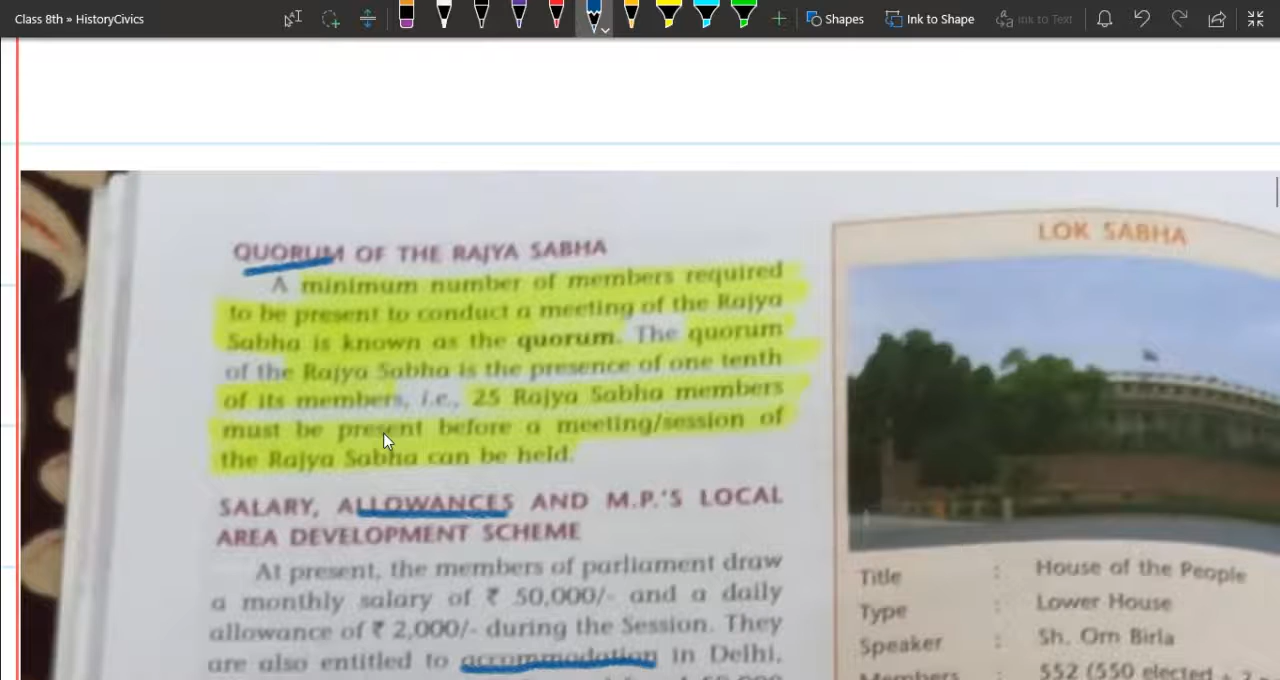 Class 8th » HistoryCivics
Shapes
Ink to Shape
Ink to Text
QUORUM OF THE RAJYA SABHA
A minimum number of members required
to be present to conduct a meeting of the Rajya
Sabha is known as the quorum. The quorum
of the Rajya Sabha is the presence of one tenth
of its members, i.e., 25 Rajya Sabha members
must be present before a meeting/session of
the Rajya Sabha can be held.
SALARY, ALLOWANCES AND M.P.'S LOCAL
AREA DEVELOPMENT SCHEME
At present, the members of parliament draw
a monthly salary of ₹ 50,000/- and a daily
allowance of ₹ 2,000/- during the Session. They
are also entitled to accommodation in Delhi,
LOK SABHA
Title : House of the People
Type : Lower House
Speaker : Sh. Om Birla
Members : 552 (550 elected + 2